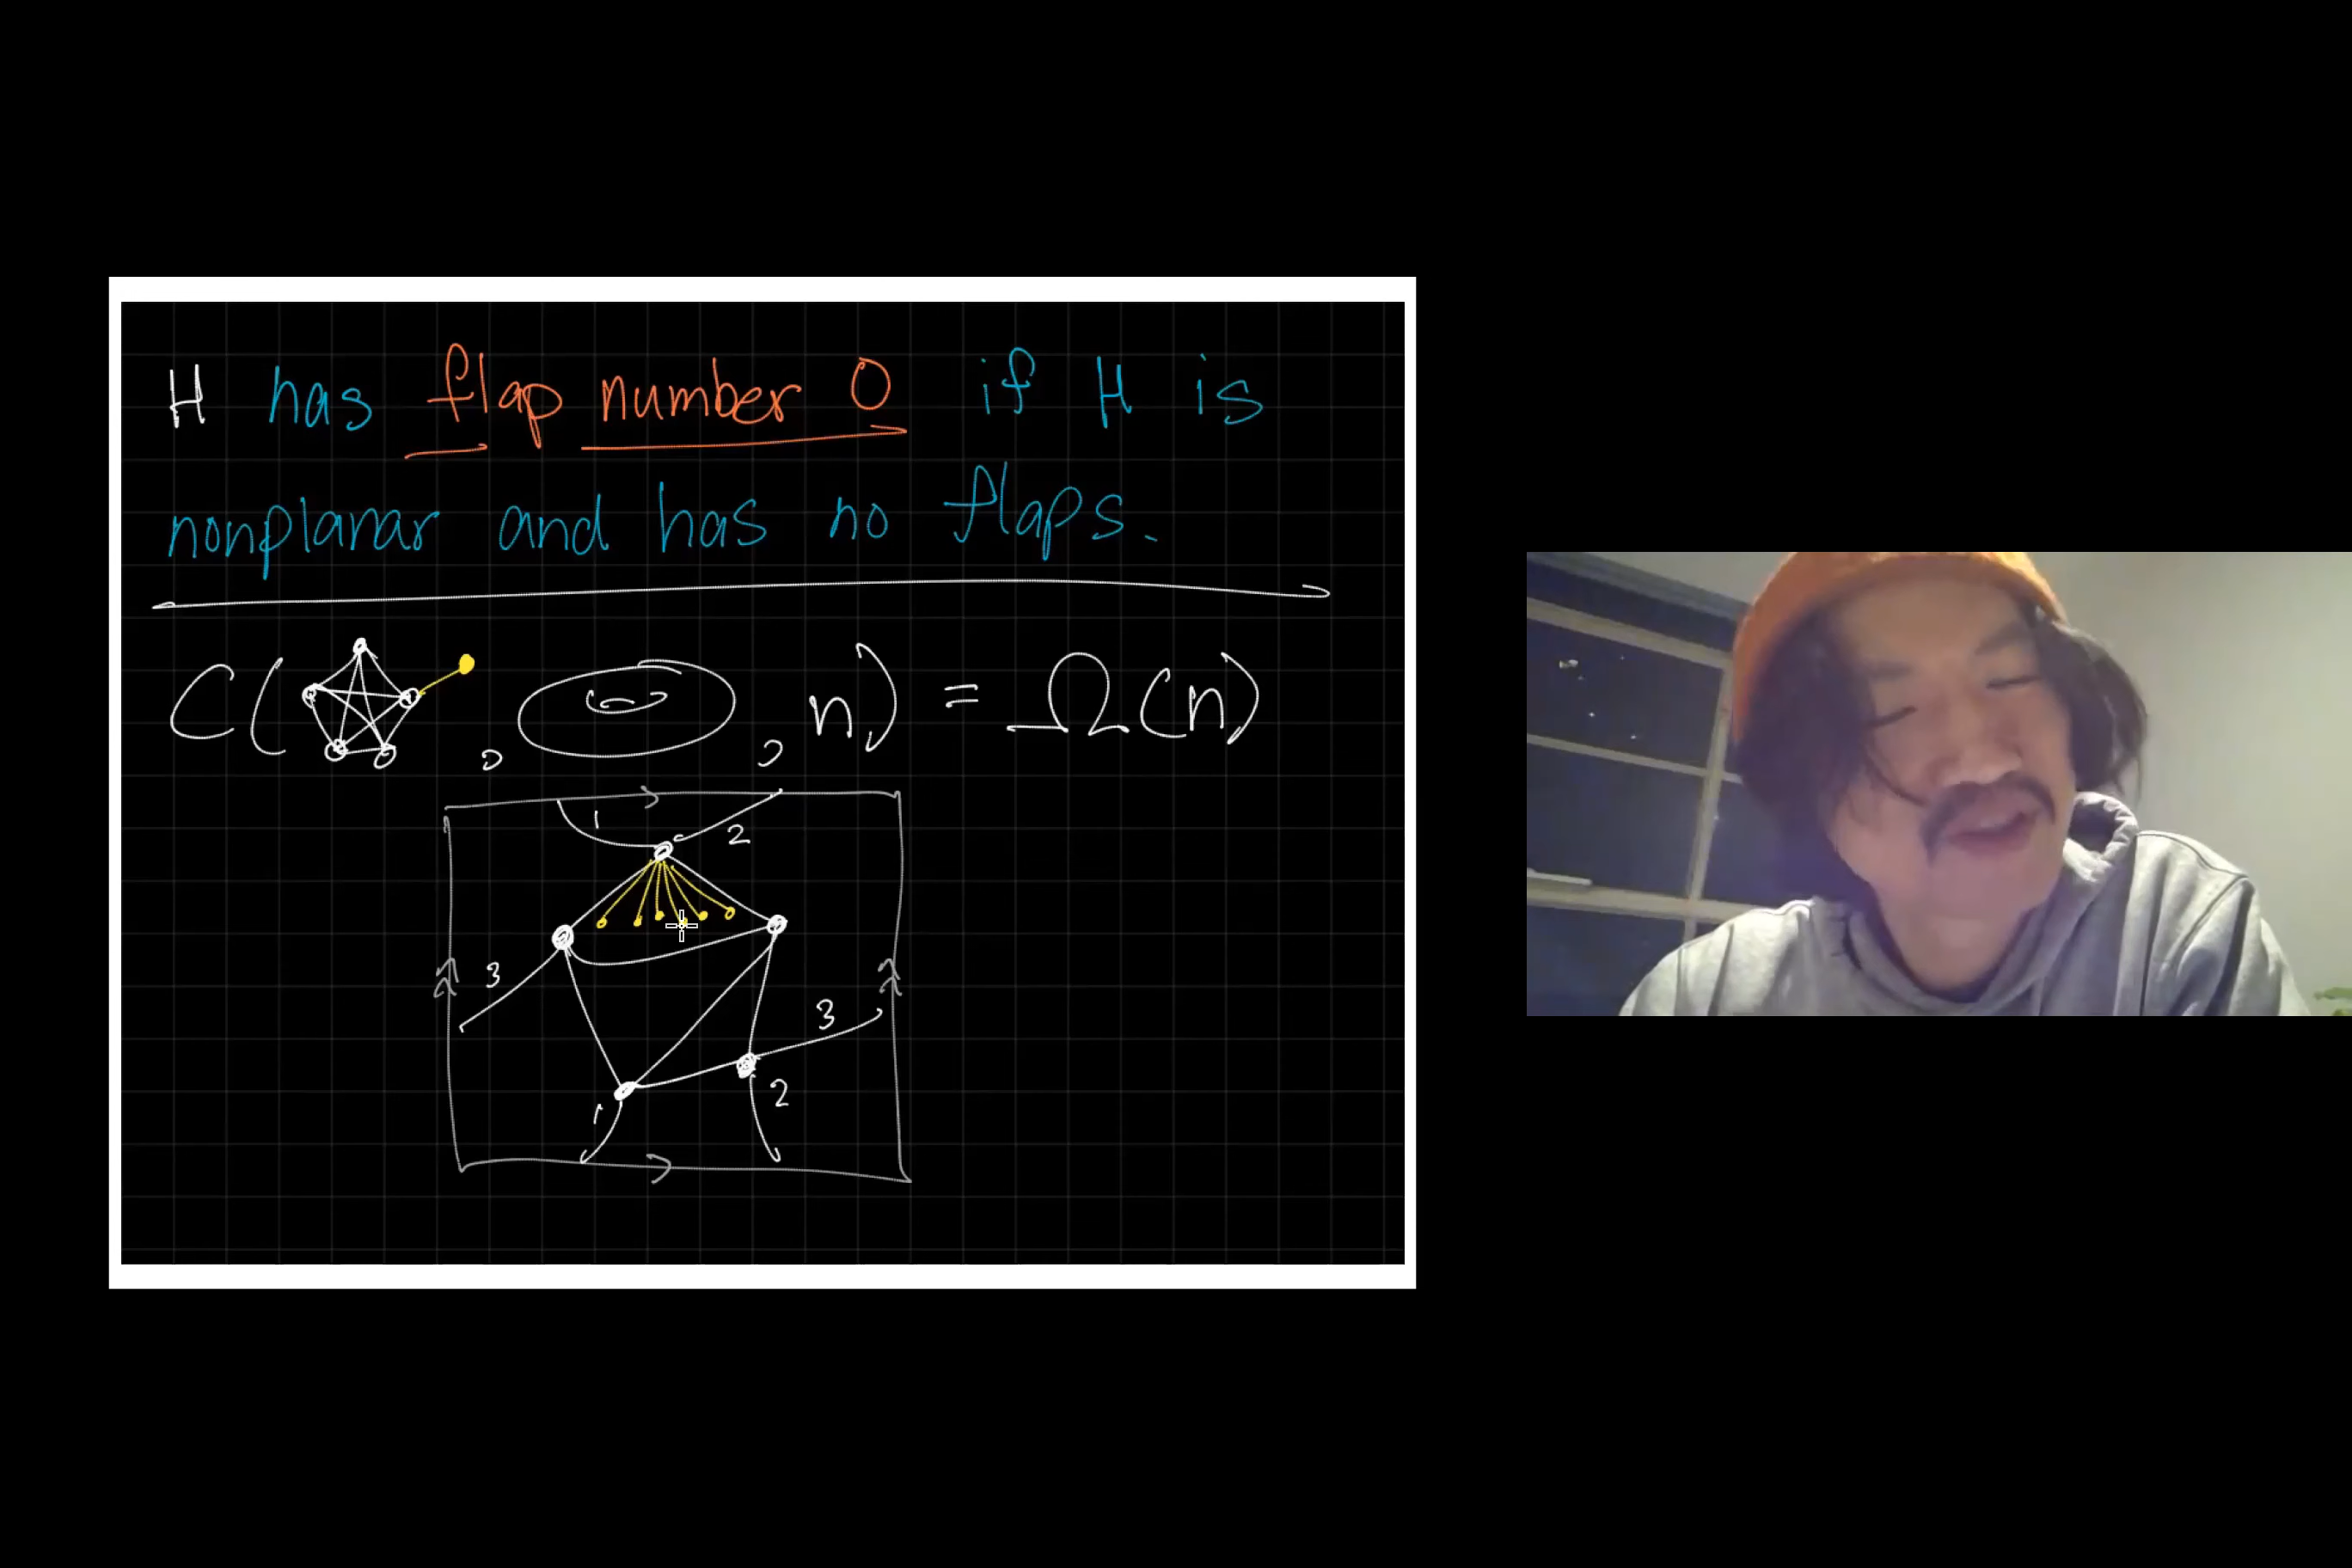 H has flap number 0 if H is
nonplanar and has no flaps.
C( , , n) = Ω(n)
1
2
3
3
1
2